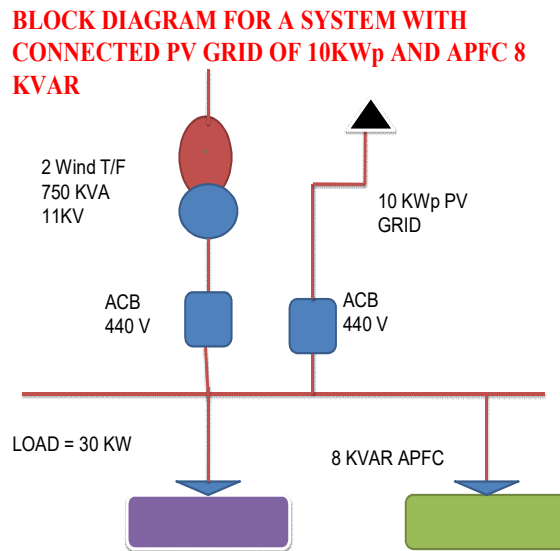 BLOCK DIAGRAM FOR A SYSTEM WITH
CONNECTED PV GRID OF 10KWp AND APFC 8
KVAR
2 Wind T/F
750 KVA
11KV
10 KWp PV
GRID
ACB
440 V
ACB
440 V
LOAD = 30 KW
8 KVAR APFC